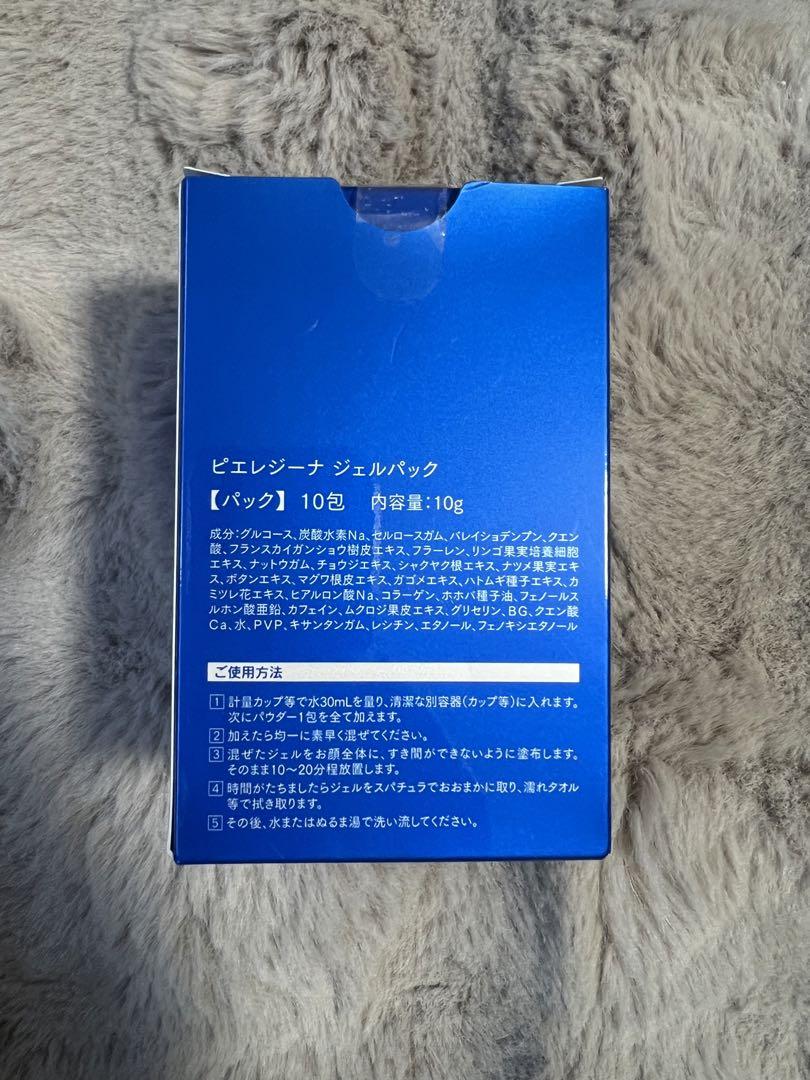 ピエレジーナ ジェルパック
【パック】 10包 内容量:10g
成分:グルコース、炭酸水素Na、セルロースガム、バレイショデンプン、クエン
酸、フランスカイガンショウ樹皮エキス、フラーレン、リンゴ果実培養細胞
エキス、ナットウガム、チョウジエキス、シャクヤク根エキス、ナツメ果実エキ
ス、ボタンエキス、マグワ根皮エキス、ガゴメエキス、ハトムギ種子エキス、カ
ミツレ花エキス、ヒアルロン酸Na、コラーゲン、ホホバ種子油、フェノールス
ルホン酸亜鉛、カフェイン、ムクロジ果皮エキス、グリセリン、BG、クエン酸
Ca、水、PVP、キサンタンガム、レシチン、エタノール、フェノキシエタノール
ご使用方法
1 計量カップ等で水30mLを量り、清潔な別容器(カップ等)に入れます。
次にパウダー1包を全て加えます。
2 加えたら均一に素早く混ぜてください。
3 混ぜたジェルをお顔全体に、すき間ができないように塗布します。
そのまま10〜20分程放置します。
4 時間がたちましたらジェルをスパチュラでおおまかに取り、濡れタオル
等で拭き取ります。
5 その後、水またはぬるま湯で洗い流してください。